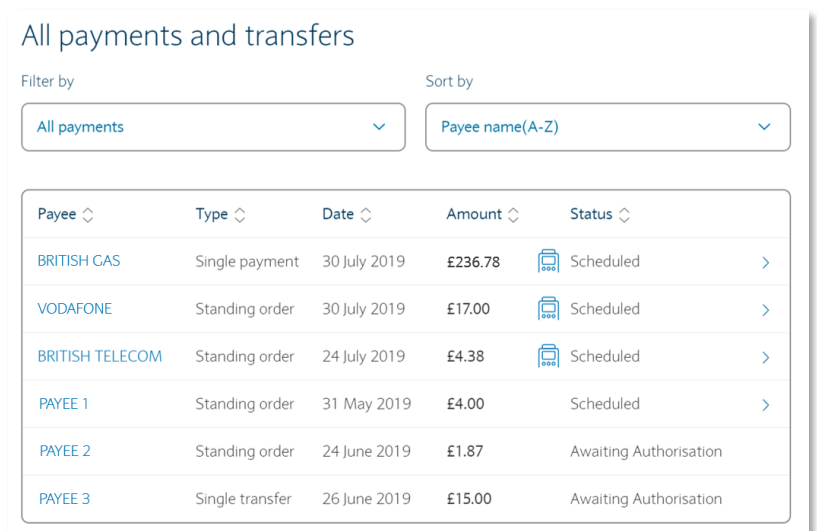 All payments and transfers
Filter by Sort by
All payments Payee name(A-Z)
Payee Type Date Amount Status
BRITISH GAS Single payment 30 July 2019 £236.78 Scheduled
VODAFONE Standing order 30 July 2019 £17.00 Scheduled
BRITISH TELECOM Standing order 24 July 2019 £4.38 Scheduled
PAYEE 1 Standing order 31 May 2019 £4.00 Scheduled
PAYEE 2 Standing order 24 June 2019 £1.87 Awaiting Authorisation
PAYEE 3 Single transfer 26 June 2019 £15.00 Awaiting Authorisation